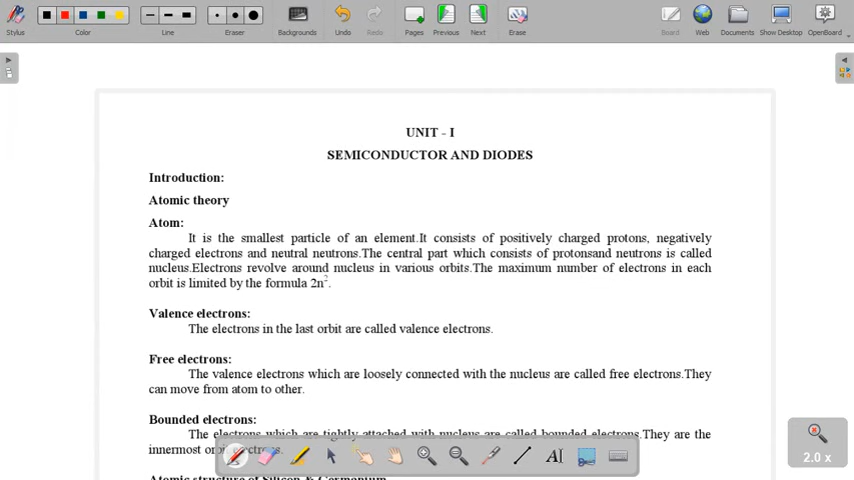 Stylus
Color
Line
Eraser
Backgrounds
Undo
Redo
Pages
Previous
Next
Erase
Board
Web
Documents
Show Desktop
OpenBoard
UNIT - I
SEMICONDUCTOR AND DIODES
Introduction:
Atomic theory
Atom:
It is the smallest particle of an element.It consists of positively charged protons, negatively
charged electrons and neutral neutrons.The central part which consists of protonsand neutrons is called
nucleus.Electrons revolve around nucleus in various orbits.The maximum number of electrons in each
orbit is limited by the formula 2n².
Valence electrons:
The electrons in the last orbit are called valence electrons.
Free electrons:
The valence electrons which are loosely connected with the nucleus are called free electrons.They
can move from atom to other.
Bounded electrons:
The electrons which are tightly attached with nucleus are called bounded electrons.They are the
innermost
Atomic structure of Silicon & Germanium
2.0 x